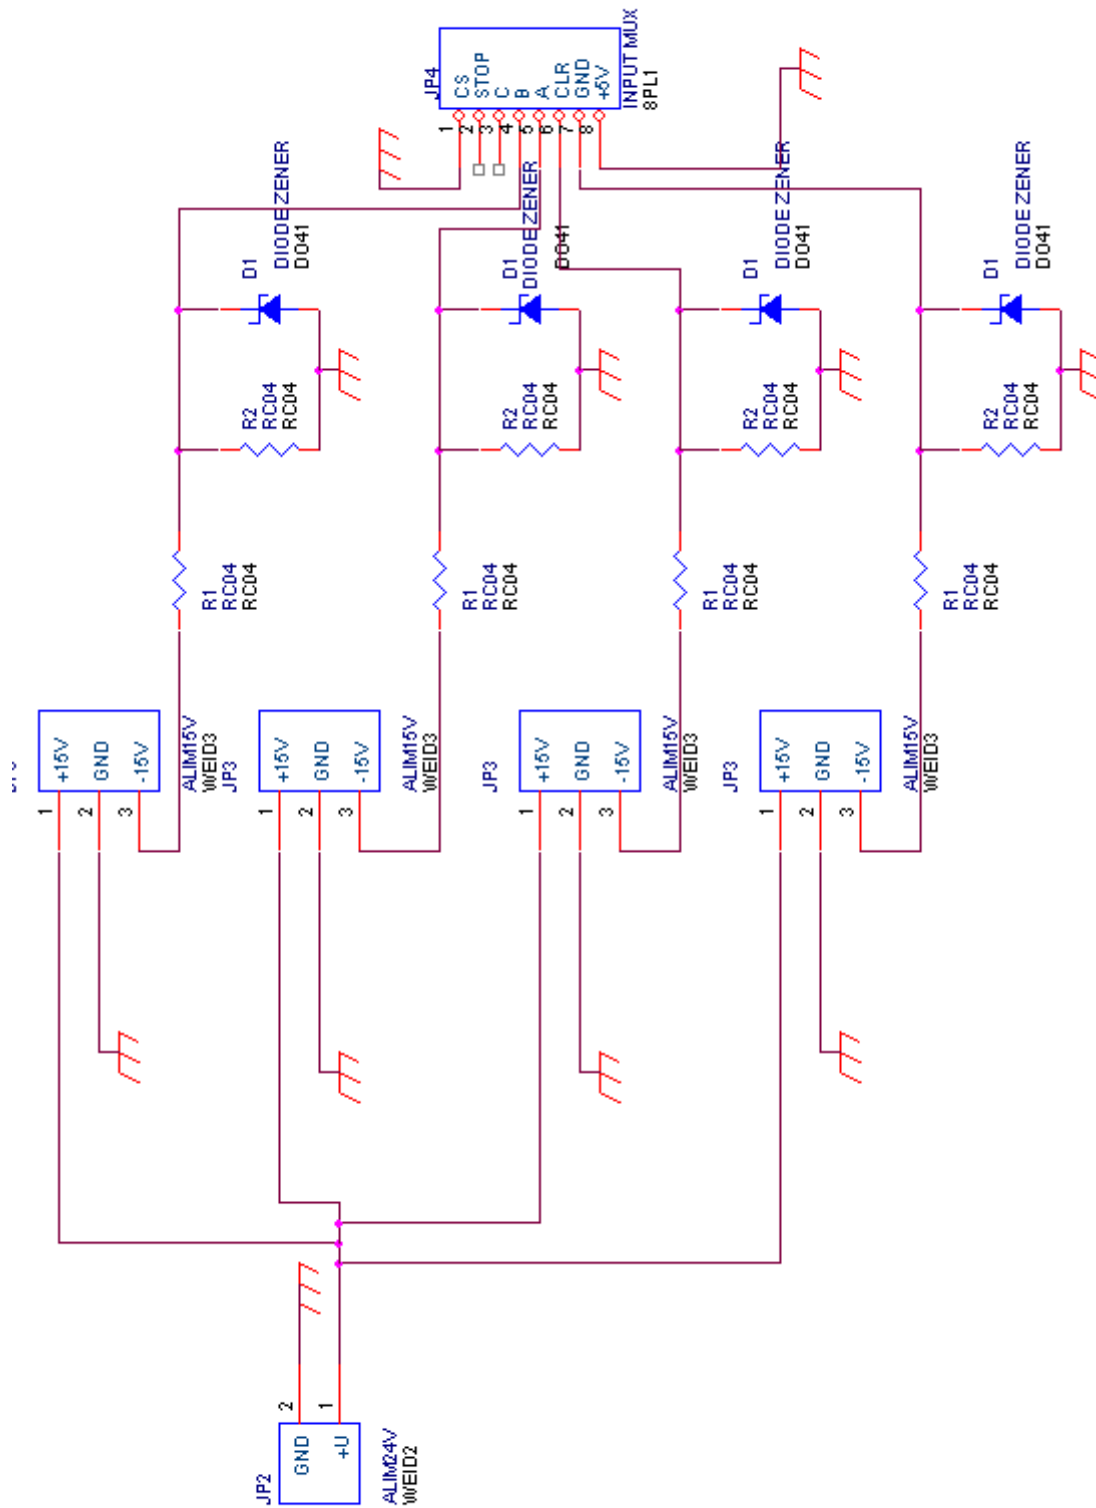 JP4
1
2
3
4
5
6
7
8
CS
STOP
C
B
A
CLR
GND
+5V
INPUT MUX
8PL1
D1
DIODE ZENER
DO41
D1
DIODE ZENER
DO41
D1
DIODE ZENER
DO41
D1
DIODE ZENER
DO41
R2
RC04
RC04
R2
RC04
RC04
R2
RC04
RC04
R2
RC04
RC04
R1
RC04
RC04
R1
RC04
RC04
R1
RC04
RC04
R1
RC04
RC04
+15V
GND
-15V
1
2
3
ALIM15V
WEID3
JP3
+15V
GND
-15V
1
2
3
ALIM15V
WEID3
JP3
+15V
GND
-15V
1
2
3
ALIM15V
WEID3
JP3
+15V
GND
-15V
1
2
3
ALIM15V
WEID3
JP2
GND
+U
2
1
ALIM24V
WEID2